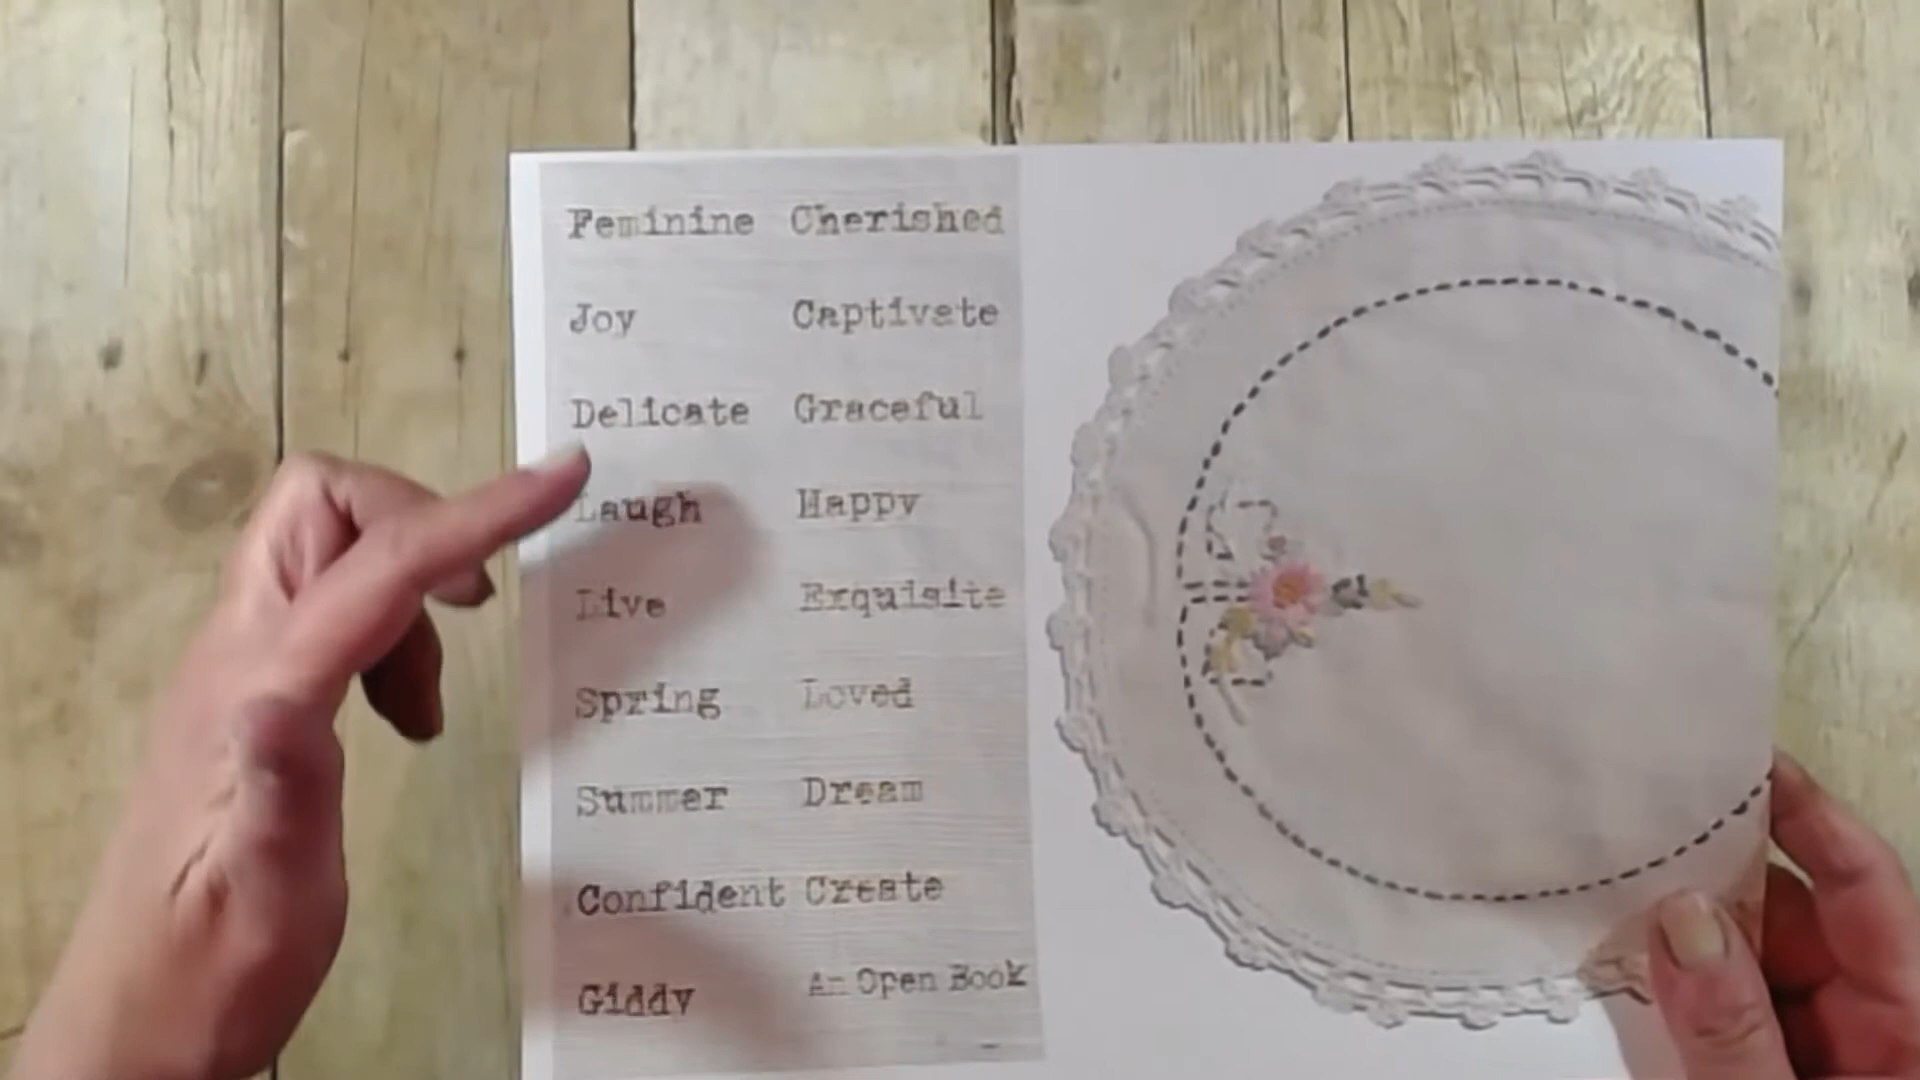 Feminine Cherished
Joy Captivate
Delicate Graceful
Laugh Happy
Live Exquisite
Spring Loved
Summer Dream
Confident Create
Giddy An Open Book